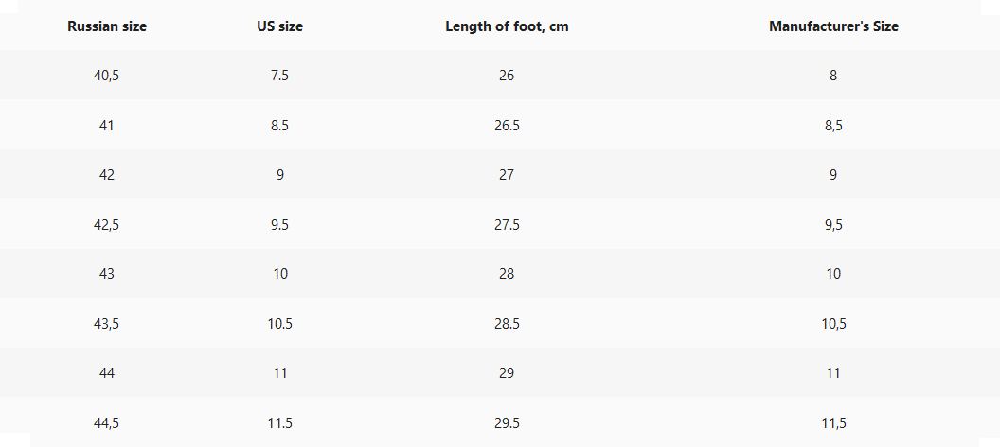 Russian size US size Length of foot, cm Manufacturer's Size
40,5 7.5 26 8
41 8.5 26.5 8,5
42 9 27 9
42,5 9.5 27.5 9,5
43 10 28 10
43,5 10.5 28.5 10,5
44 11 29 11
44,5 11.5 29.5 11,5